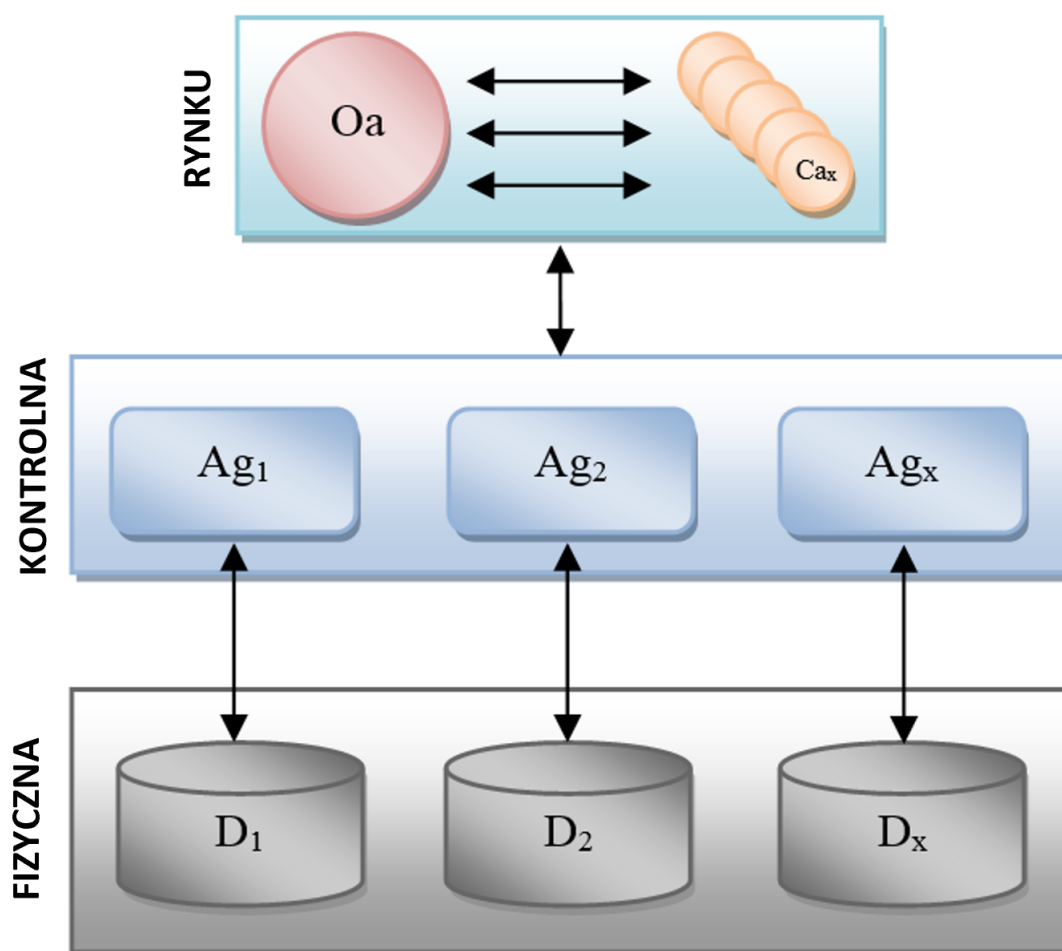 RYNKU
Oa
Caₓ
KONTROLNA
Ag₁
Ag₂
Agₓ
FIZYCZNA
D₁
D₂
Dₓ